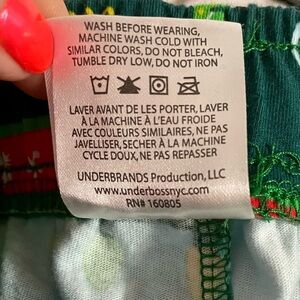 WASH BEFORE WEARING,
MACHINE WASH COLD WITH
SIMILAR COLORS, DO NOT BLEACH,
TUMBLE DRY LOW, DO NOT IRON
LAVER AVANT DE LES PORTER, LAVER
À LA MACHINE À L'EAU FROIDE
AVEC COULEURS SIMILAIRES, NE PAS
JAVELLISER, SECHER À LA MACHINE
CYCLE DOUX, NE PAS REPASSER
UNDERBRANDS Production, LLC
www.underbossnyc.com
RN# 160805